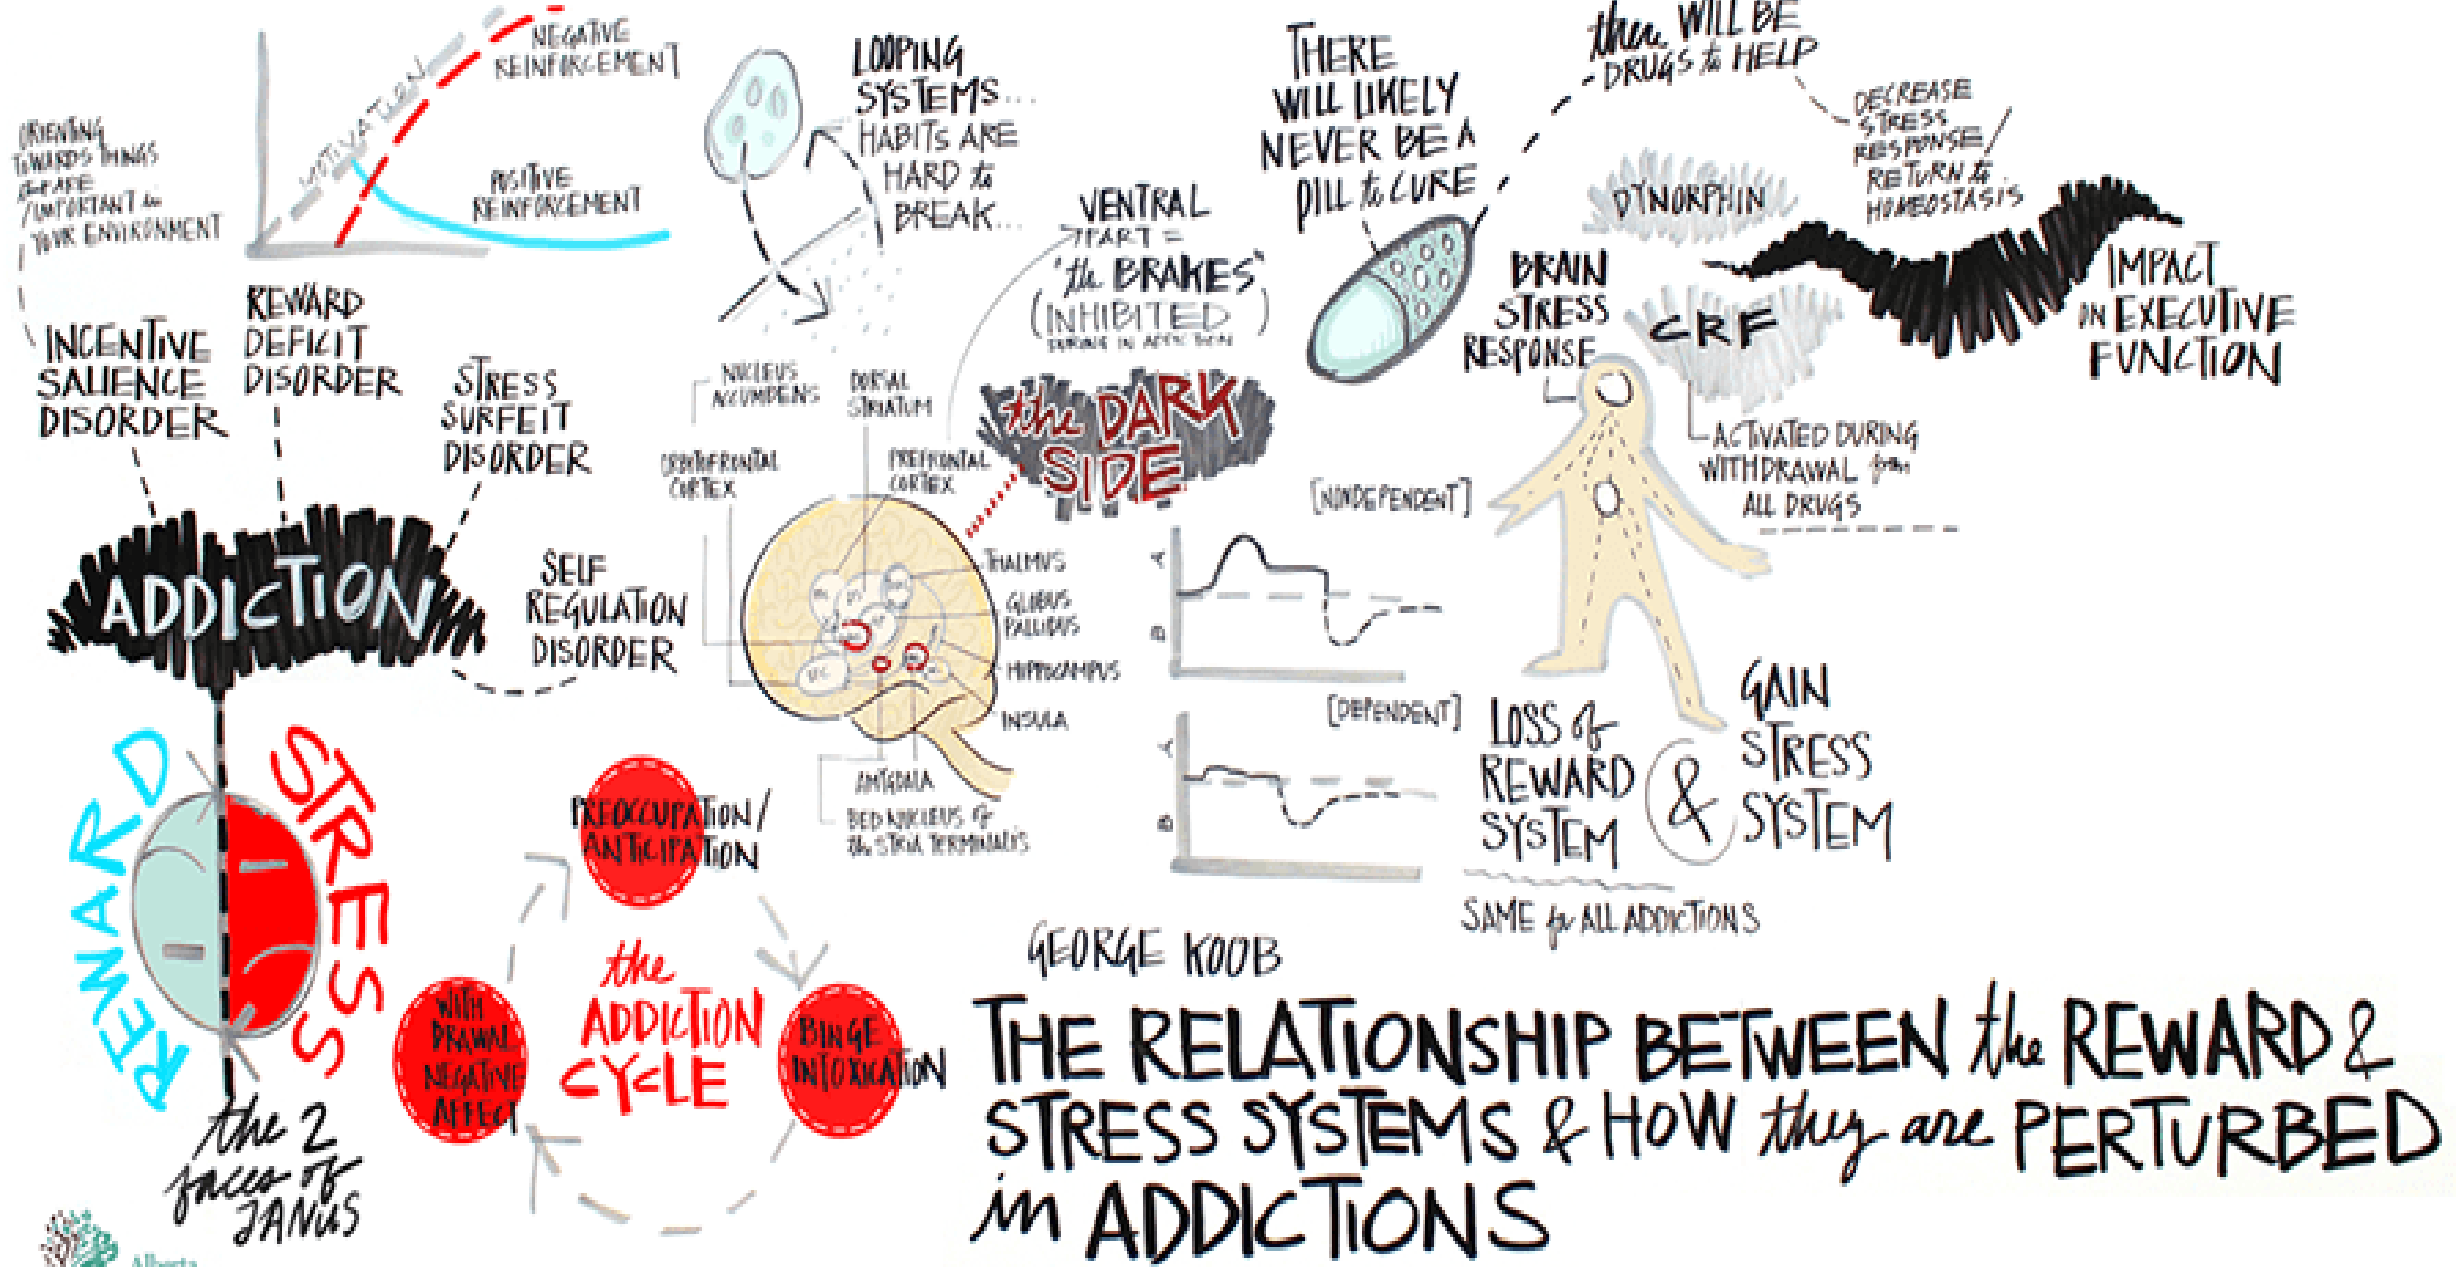 NEGATIVE
REINFORCEMENT
MOTIVATION
POSITIVE
REINFORCEMENT
ORIENTING
TOWARDS THINGS
that ARE
/IMPORTANT in
YOUR ENVIRONMENT
INCENTIVE
SALIENCE
DISORDER
REWARD
DEFICIT
DISORDER
STRESS
SURFEIT
DISORDER
SELF
REGULATION
DISORDER
ADDICTION
REWARD
STRESS
the 2
faces of
JANUS
Alberta
LOOPING
SYSTEMS...
HABITS ARE
HARD to
BREAK...
VENTRAL
PART =
"the BRAKES"
(INHIBITED)
DURING IN ADDICTION
the DARK
SIDE
NUCLEUS
ACCUMBENS
DORSAL
STRIATUM
ORBITOFRONTAL
CORTEX
PREFRONTAL
CORTEX
THALMUS
GLOBUS
PALLIDUS
HIPPOCAMPUS
INSULA
AMYGDALA
BED NUCLEUS of
the STRIA TERMINALIS
PREOCCUPATION/
ANTICIPATION
the
ADDICTION
CYCLE
WITH
DRAWAL
NEGATIVE
AFFECT
BINGE
INTOXICATION
THERE
WILL LIKELY
NEVER BE A
PILL to CURE
there WILL BE
DRUGS to HELP
DECREASE
STRESS
RESPONSE/
RETURN to
HOMEOSTASIS
DYNORPHIN
BRAIN
STRESS
RESPONSE
CRF
IMPACT
ON EXECUTIVE
FUNCTION
ACTIVATED DURING
WITHDRAWAL from
ALL DRUGS
[NONDEPENDENT]
A
B
[DEPENDENT]
A
B
LOSS of
REWARD
SYSTEM
&
GAIN
STRESS
SYSTEM
SAME for ALL ADDICTIONS
GEORGE KOOB
THE RELATIONSHIP BETWEEN the REWARD &
STRESS SYSTEMS & HOW they are PERTURBED
in ADDICTIONS